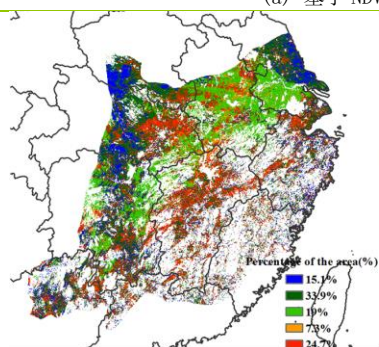 (a) 基于 NDV
Percentage of the area(%)
15.1%
33.9%
19%
7.3%
24.7%